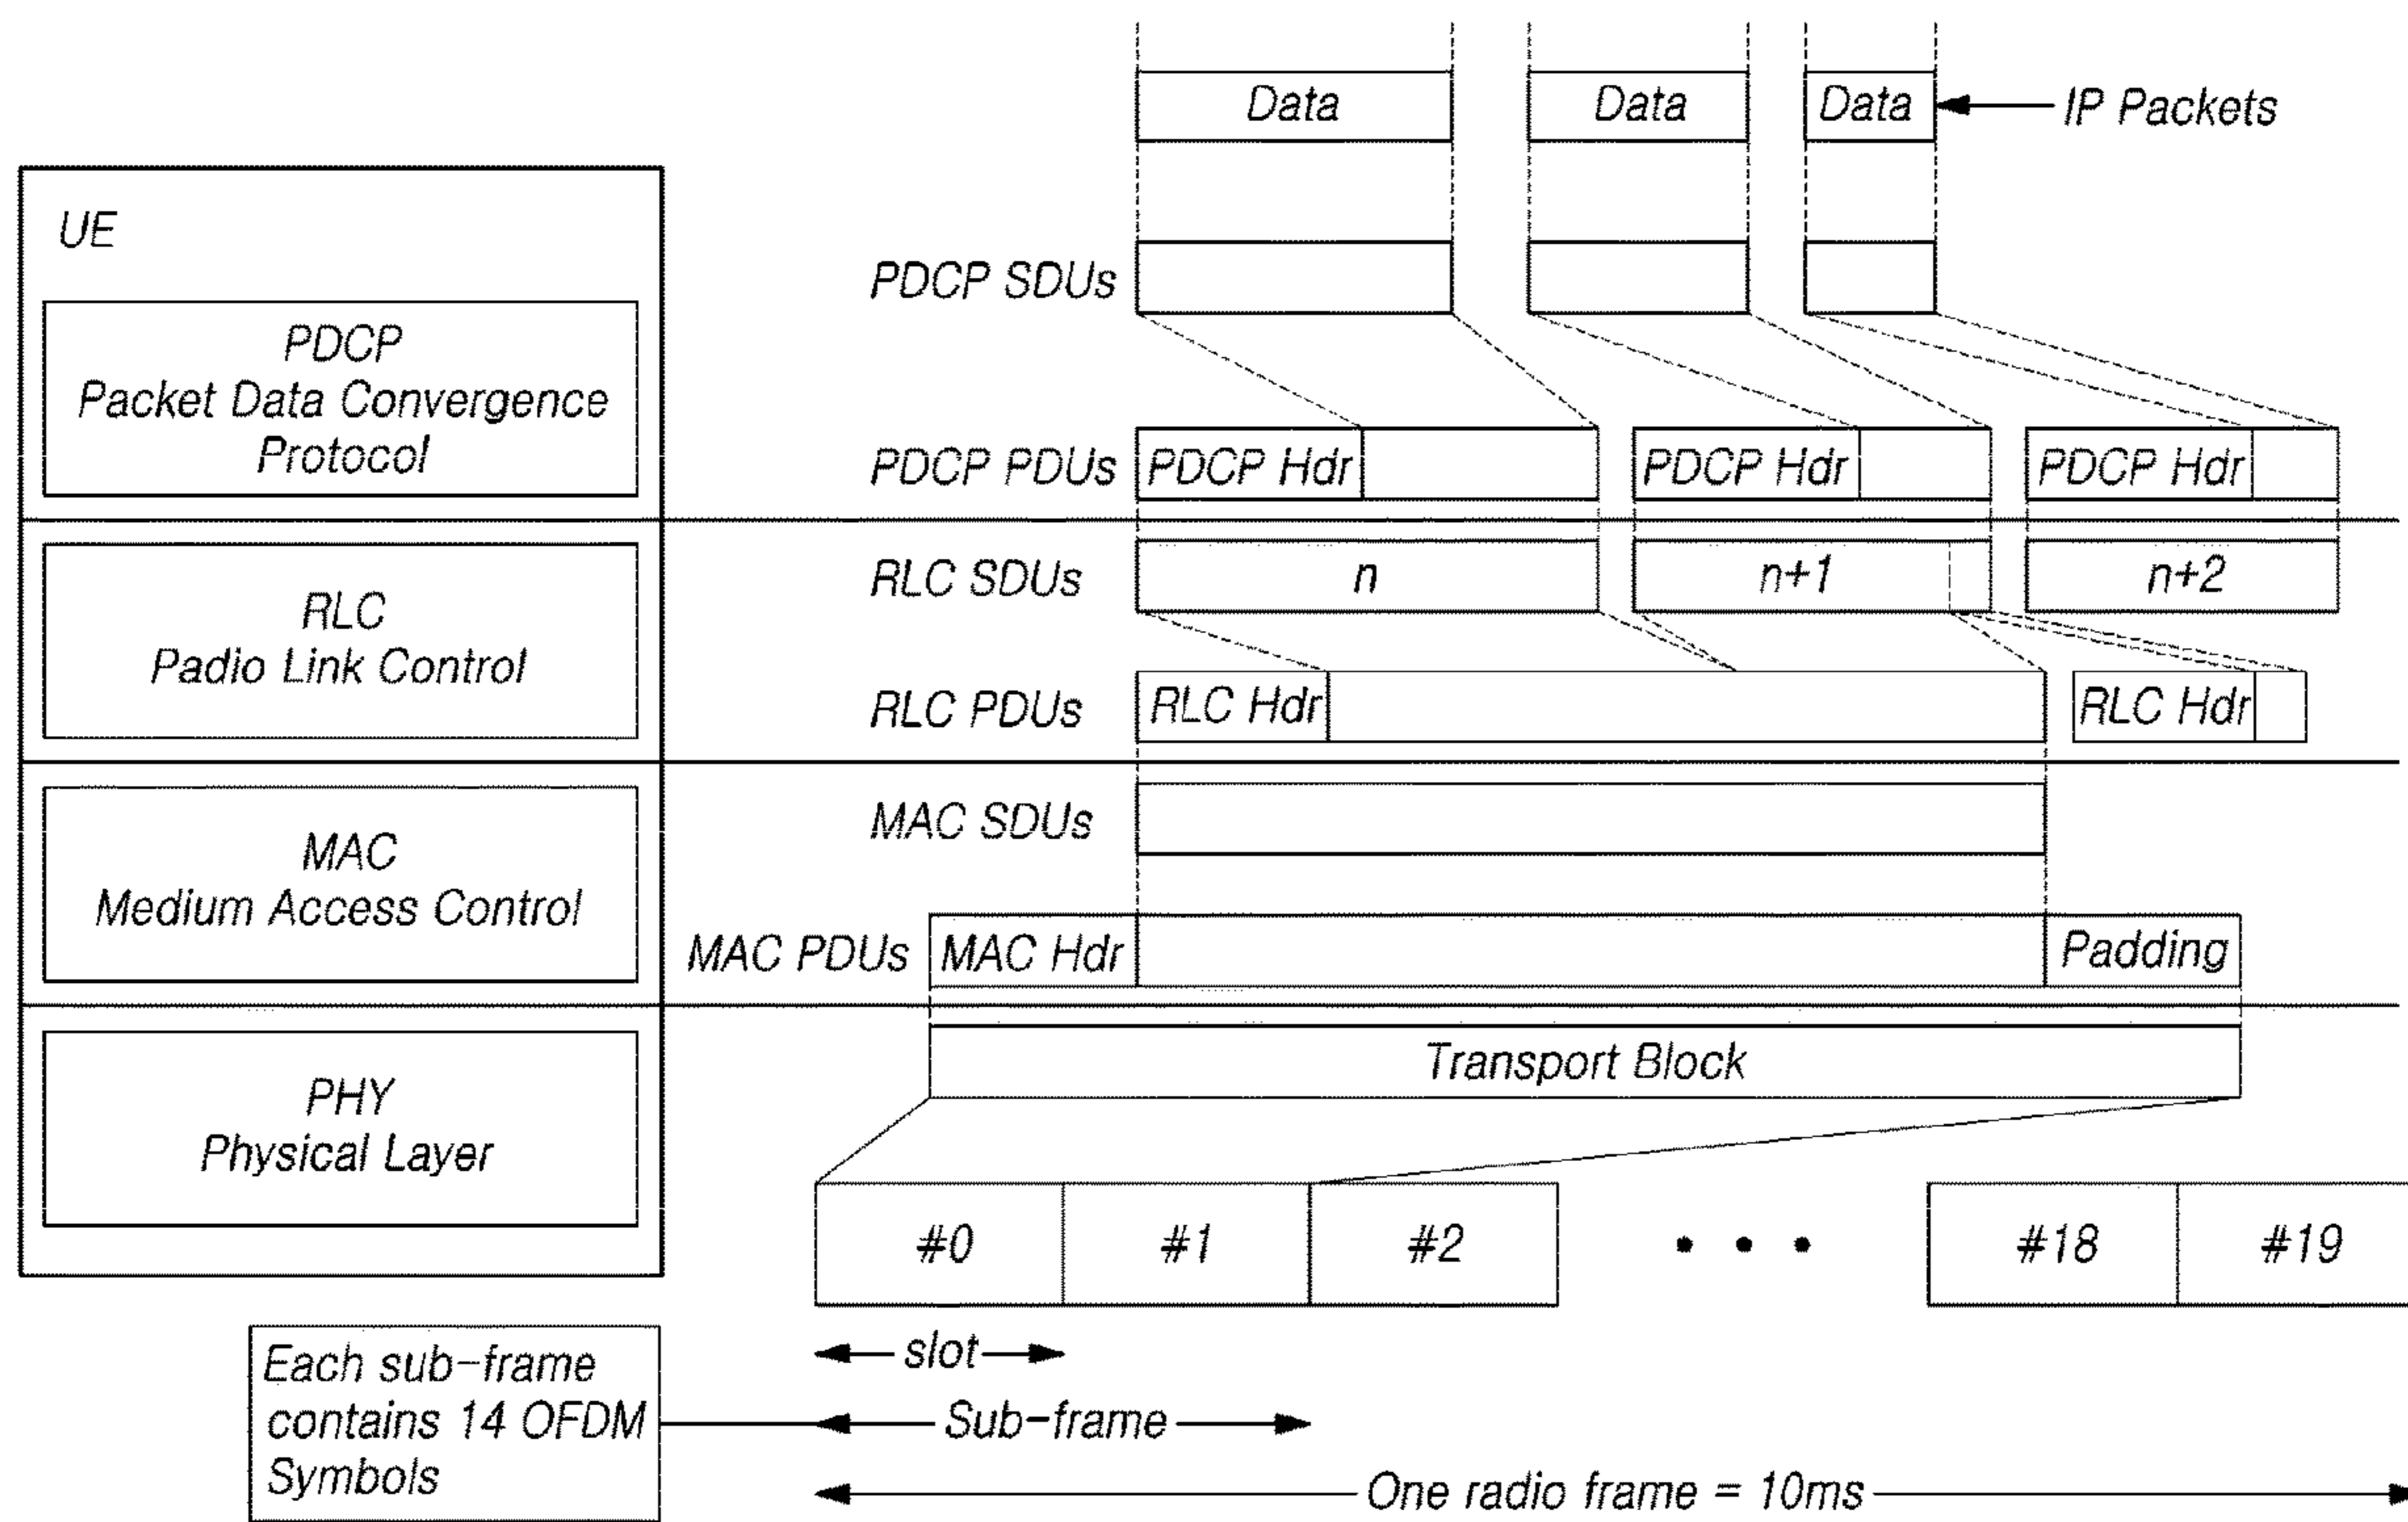 Data Data Data IP Packets
UE
PDCP SDUs
PDCP
Packet Data Convergence
Protocol
PDCP PDUs PDCP Hdr PDCP Hdr PDCP Hdr
RLC SDUs n n+1 n+2
RLC
Padio Link Control
RLC PDUs RLC Hdr RLC Hdr
MAC SDUs
MAC
Medium Access Control
MAC PDUs MAC Hdr Padding
Transport Block
PHY
Physical Layer
#0 #1 #2 • • • #18 #19
slot
Each sub-frame
contains 14 OFDM
Symbols
Sub-frame
One radio frame = 10ms